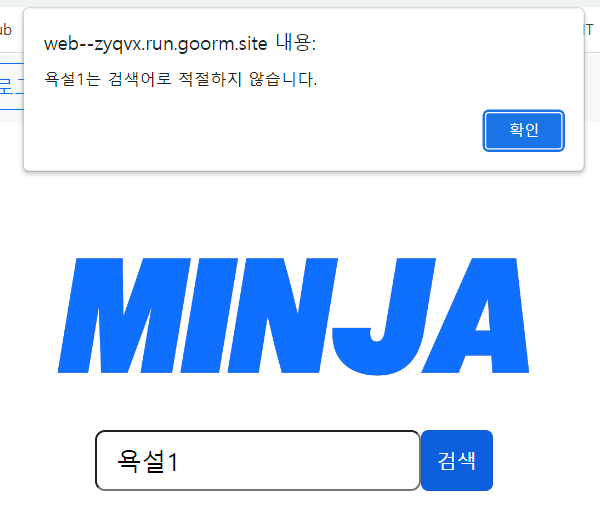 ub
web--zyqvx.run.goorm.site 내용:
IT
욕설1는 검색어로 적절하지 않습니다.
확인
MINJA
욕설1
검색